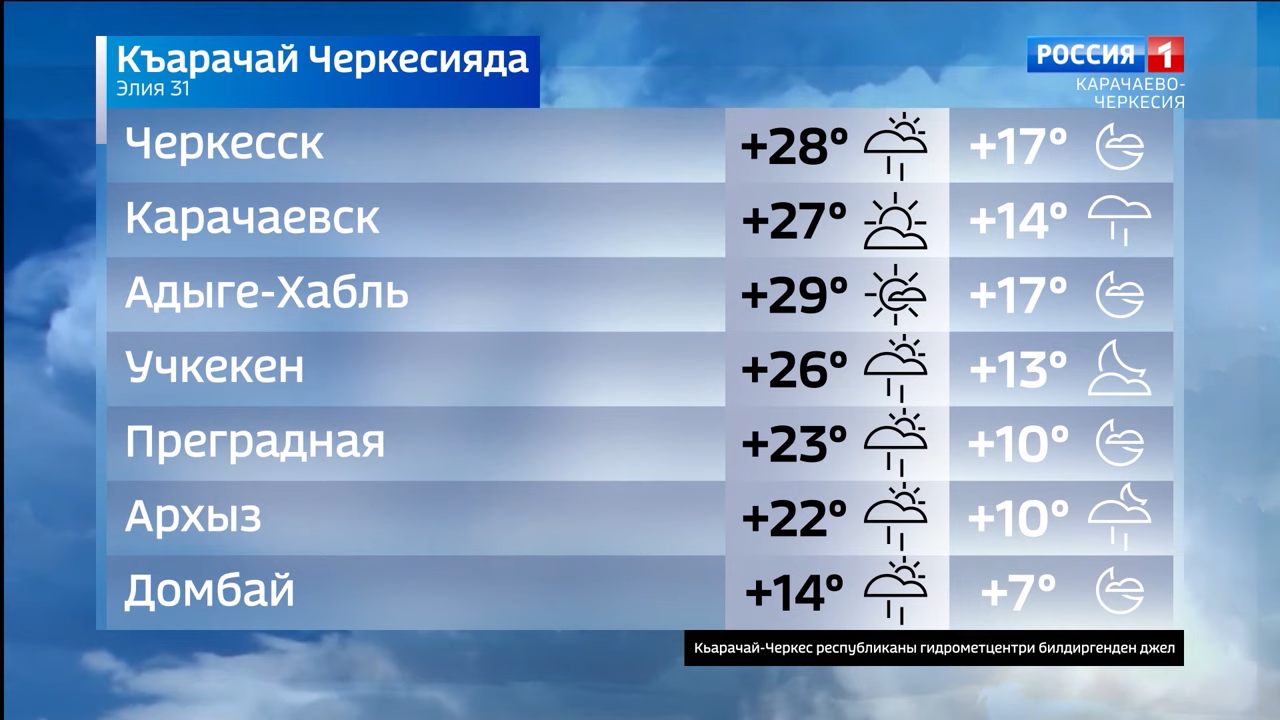 Къарачай Черкесияда
Элия 31
РОССИЯ 1
КАРАЧАЕВО-
ЧЕРКЕСИЯ
Черкесск +28° +17°
Карачаевск +27° +14°
Адыге-Хабль +29° +17°
Учкекен +26° +13°
Преградная +23° +10°
Архыз +22° +10°
Домбай +14° +7°
Кьарачай-Черкес республиканы гидрометцентри билдиргенден джел